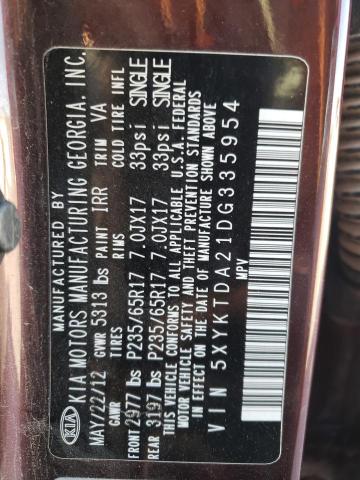 KIA
MANUFACTURED BY
KIA MOTORS MANUFACTURING GEORGIA, INC.
MAY/22/12 GVWR 5313 lbs PAINT IRR TRIM VA
GAWR TIRES RIMS COLD TIRE INFL
FRONT 2977 lbs P235/65R17 7.0JX17 33psi SINGLE
REAR 3197 lbs P235/65R17 7.0JX17 33psi SINGLE
THIS VEHICLE CONFORMS TO ALL APPLICABLE U.S.A. FEDERAL
MOTOR VEHICLE SAFETY AND THEFT PREVENTION STANDARDS
IN EFFECT ON THE DATE OF MANUFACTURE SHOWN ABOVE
VIN 5XYKTDA21DG335954
MPV